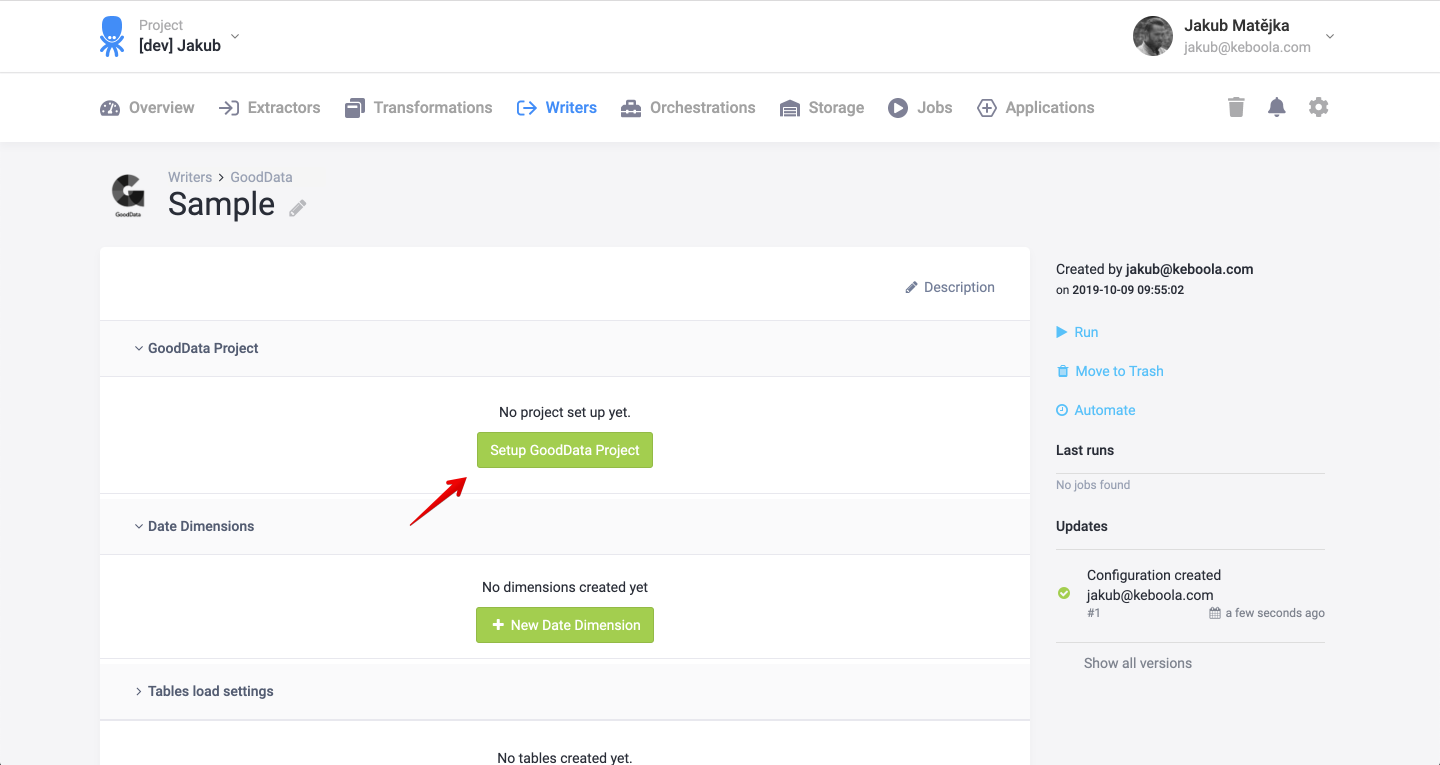 Project
[dev] Jakub
Jakub Matějka
jakub@keboola.com
Overview
Extractors
Transformations
Writers
Orchestrations
Storage
Jobs
Applications
GoodData
Writers > GoodData
Sample
Description
GoodData Project
No project set up yet.
Setup GoodData Project
Date Dimensions
No dimensions created yet
+ New Date Dimension
Tables load settings
No tables created yet.
Created by jakub@keboola.com
on 2019-10-09 09:55:02
Run
Move to Trash
Automate
Last runs
No jobs found
Updates
Configuration created
jakub@keboola.com
#1
a few seconds ago
Show all versions